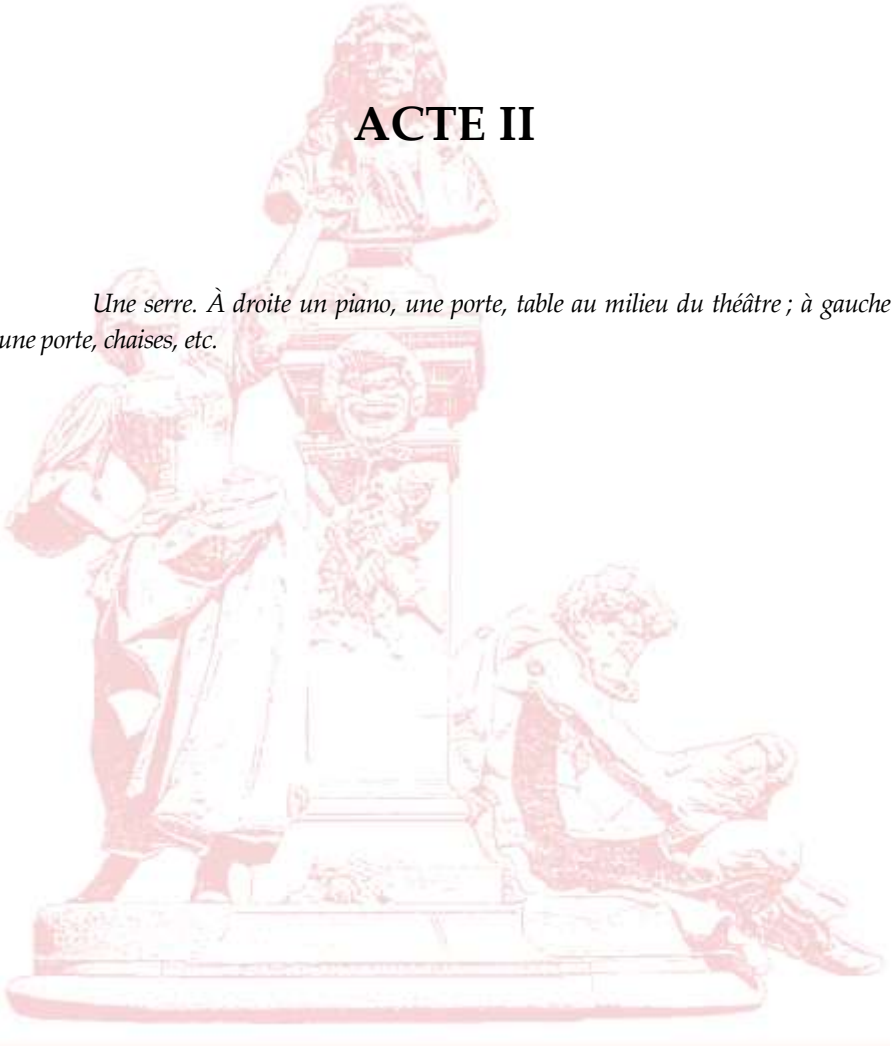 ACTE II
Une serre. À droite un piano, une porte, table au milieu du théâtre ; à gauche
une porte, chaises, etc.